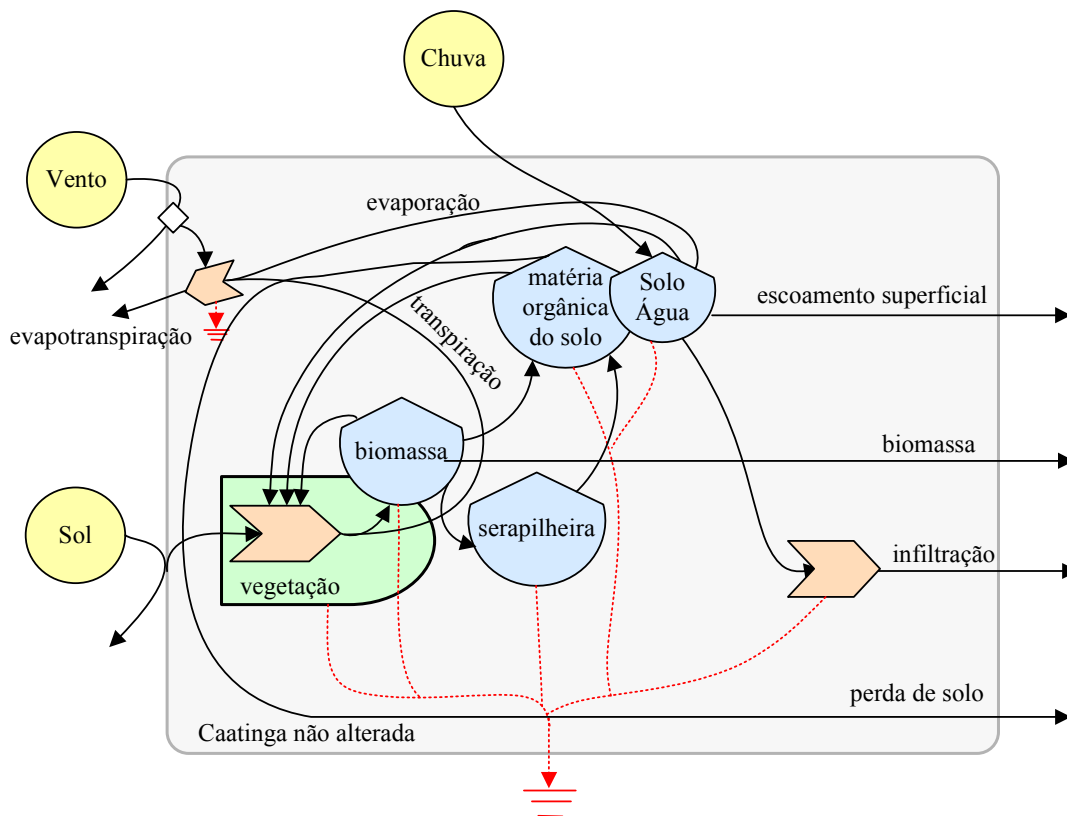 Chuva
Vento
evaporação
matéria
orgânica
do solo
Solo
Água
escoamento superficial
evapotranspiração
transpiração
biomassa
biomassa
Sol
serapilheira
infiltração
vegetação
perda de solo
Caatinga não alterada